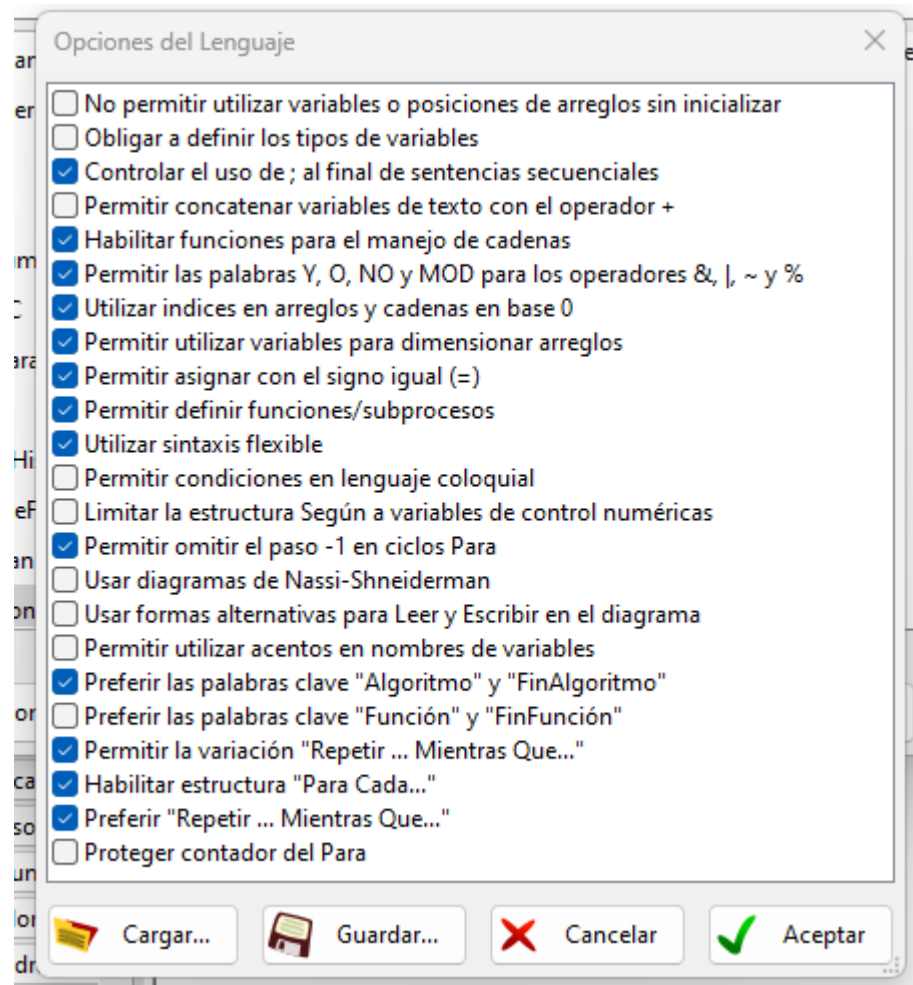 Opciones del Lenguaje
No permitir utilizar variables o posiciones de arreglos sin inicializar
Obligar a definir los tipos de variables
Controlar el uso de ; al final de sentencias secuenciales
Permitir concatenar variables de texto con el operador +
Habilitar funciones para el manejo de cadenas
Permitir las palabras Y, O, NO y MOD para los operadores &, |, ~ y %
Utilizar indices en arreglos y cadenas en base 0
Permitir utilizar variables para dimensionar arreglos
Permitir asignar con el signo igual (=)
Permitir definir funciones/subprocesos
Utilizar sintaxis flexible
Permitir condiciones en lenguaje coloquial
Limitar la estructura Según a variables de control numéricas
Permitir omitir el paso -1 en ciclos Para
Usar diagramas de Nassi-Shneiderman
Usar formas alternativas para Leer y Escribir en el diagrama
Permitir utilizar acentos en nombres de variables
Preferir las palabras clave "Algoritmo" y "FinAlgoritmo"
Preferir las palabras clave "Función" y "FinFunción"
Permitir la variación "Repetir ... Mientras Que..."
Habilitar estructura "Para Cada..."
Preferir "Repetir ... Mientras Que..."
Proteger contador del Para
Cargar... Guardar... Cancelar Aceptar